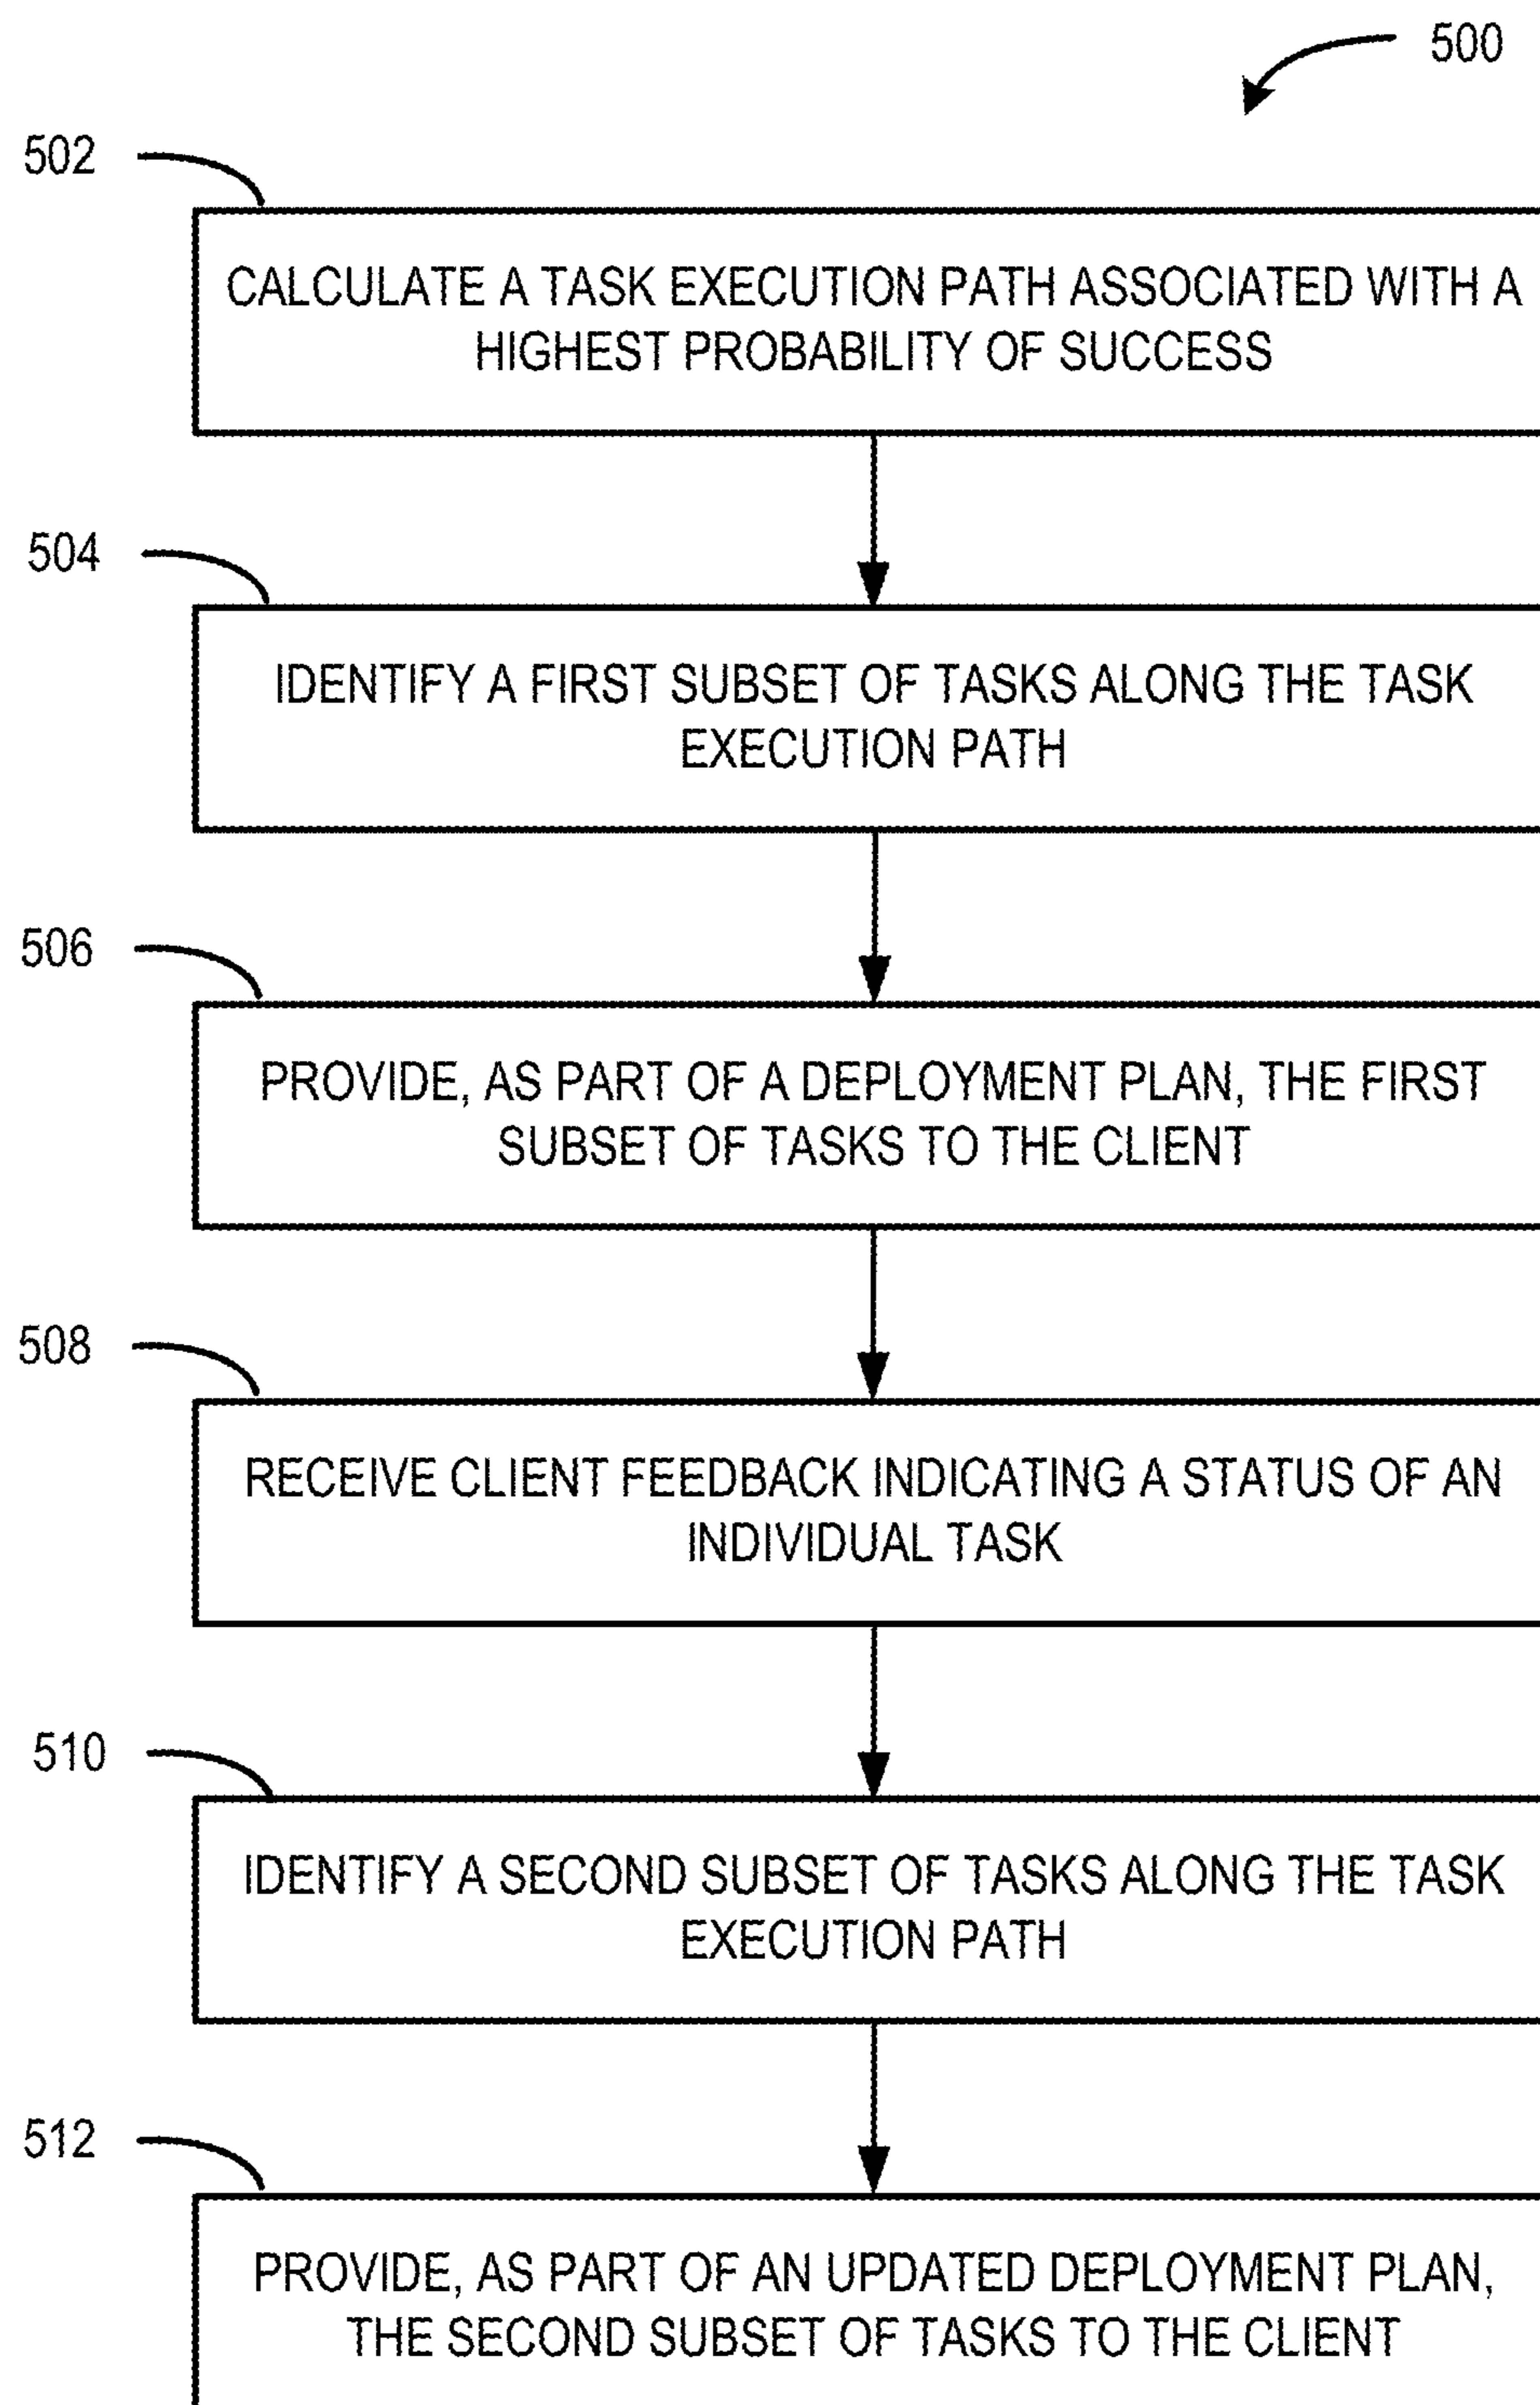 500
502
CALCULATE A TASK EXECUTION PATH ASSOCIATED WITH A
HIGHEST PROBABILITY OF SUCCESS
504
IDENTIFY A FIRST SUBSET OF TASKS ALONG THE TASK
EXECUTION PATH
506
PROVIDE, AS PART OF A DEPLOYMENT PLAN, THE FIRST
SUBSET OF TASKS TO THE CLIENT
508
RECEIVE CLIENT FEEDBACK INDICATING A STATUS OF AN
INDIVIDUAL TASK
510
IDENTIFY A SECOND SUBSET OF TASKS ALONG THE TASK
EXECUTION PATH
512
PROVIDE, AS PART OF AN UPDATED DEPLOYMENT PLAN,
THE SECOND SUBSET OF TASKS TO THE CLIENT